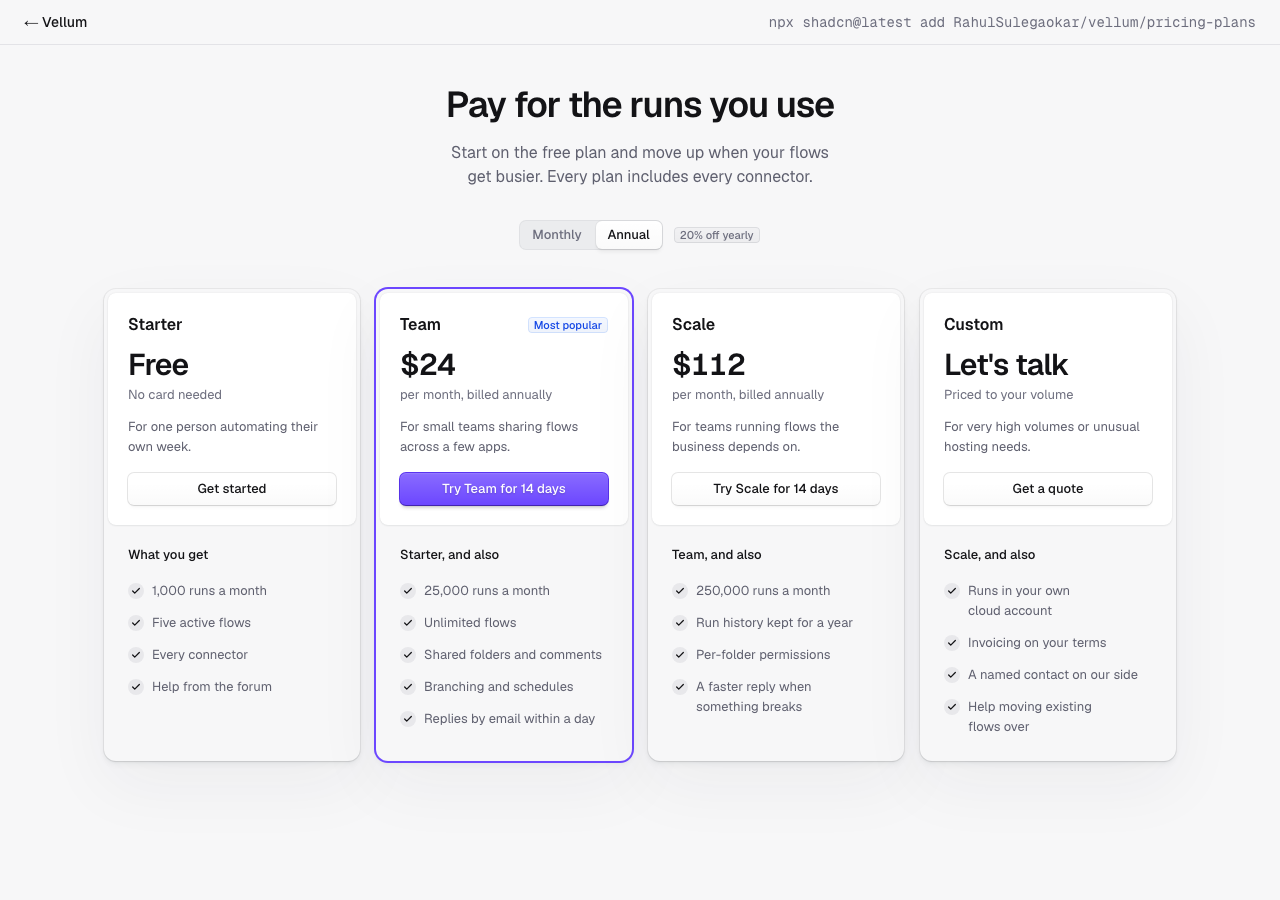 ← Vellum
npx shadcn@latest add RahulSulegaokar/vellum/pricing-plans
Pay for the runs you use
Start on the free plan and move up when your flows
get busier. Every plan includes every connector.
Monthly
Annual
20% off yearly
Starter
Free
No card needed
For one person automating their
own week.
Get started
What you get
1,000 runs a month
Five active flows
Every connector
Help from the forum
Team
Most popular
$24
per month, billed annually
For small teams sharing flows
across a few apps.
Try Team for 14 days
Starter, and also
25,000 runs a month
Unlimited flows
Shared folders and comments
Branching and schedules
Replies by email within a day
Scale
$112
per month, billed annually
For teams running flows the
business depends on.
Try Scale for 14 days
Team, and also
250,000 runs a month
Run history kept for a year
Per-folder permissions
A faster reply when
something breaks
Custom
Let's talk
Priced to your volume
For very high volumes or unusual
hosting needs.
Get a quote
Scale, and also
Runs in your own
cloud account
Invoicing on your terms
A named contact on our side
Help moving existing
flows over